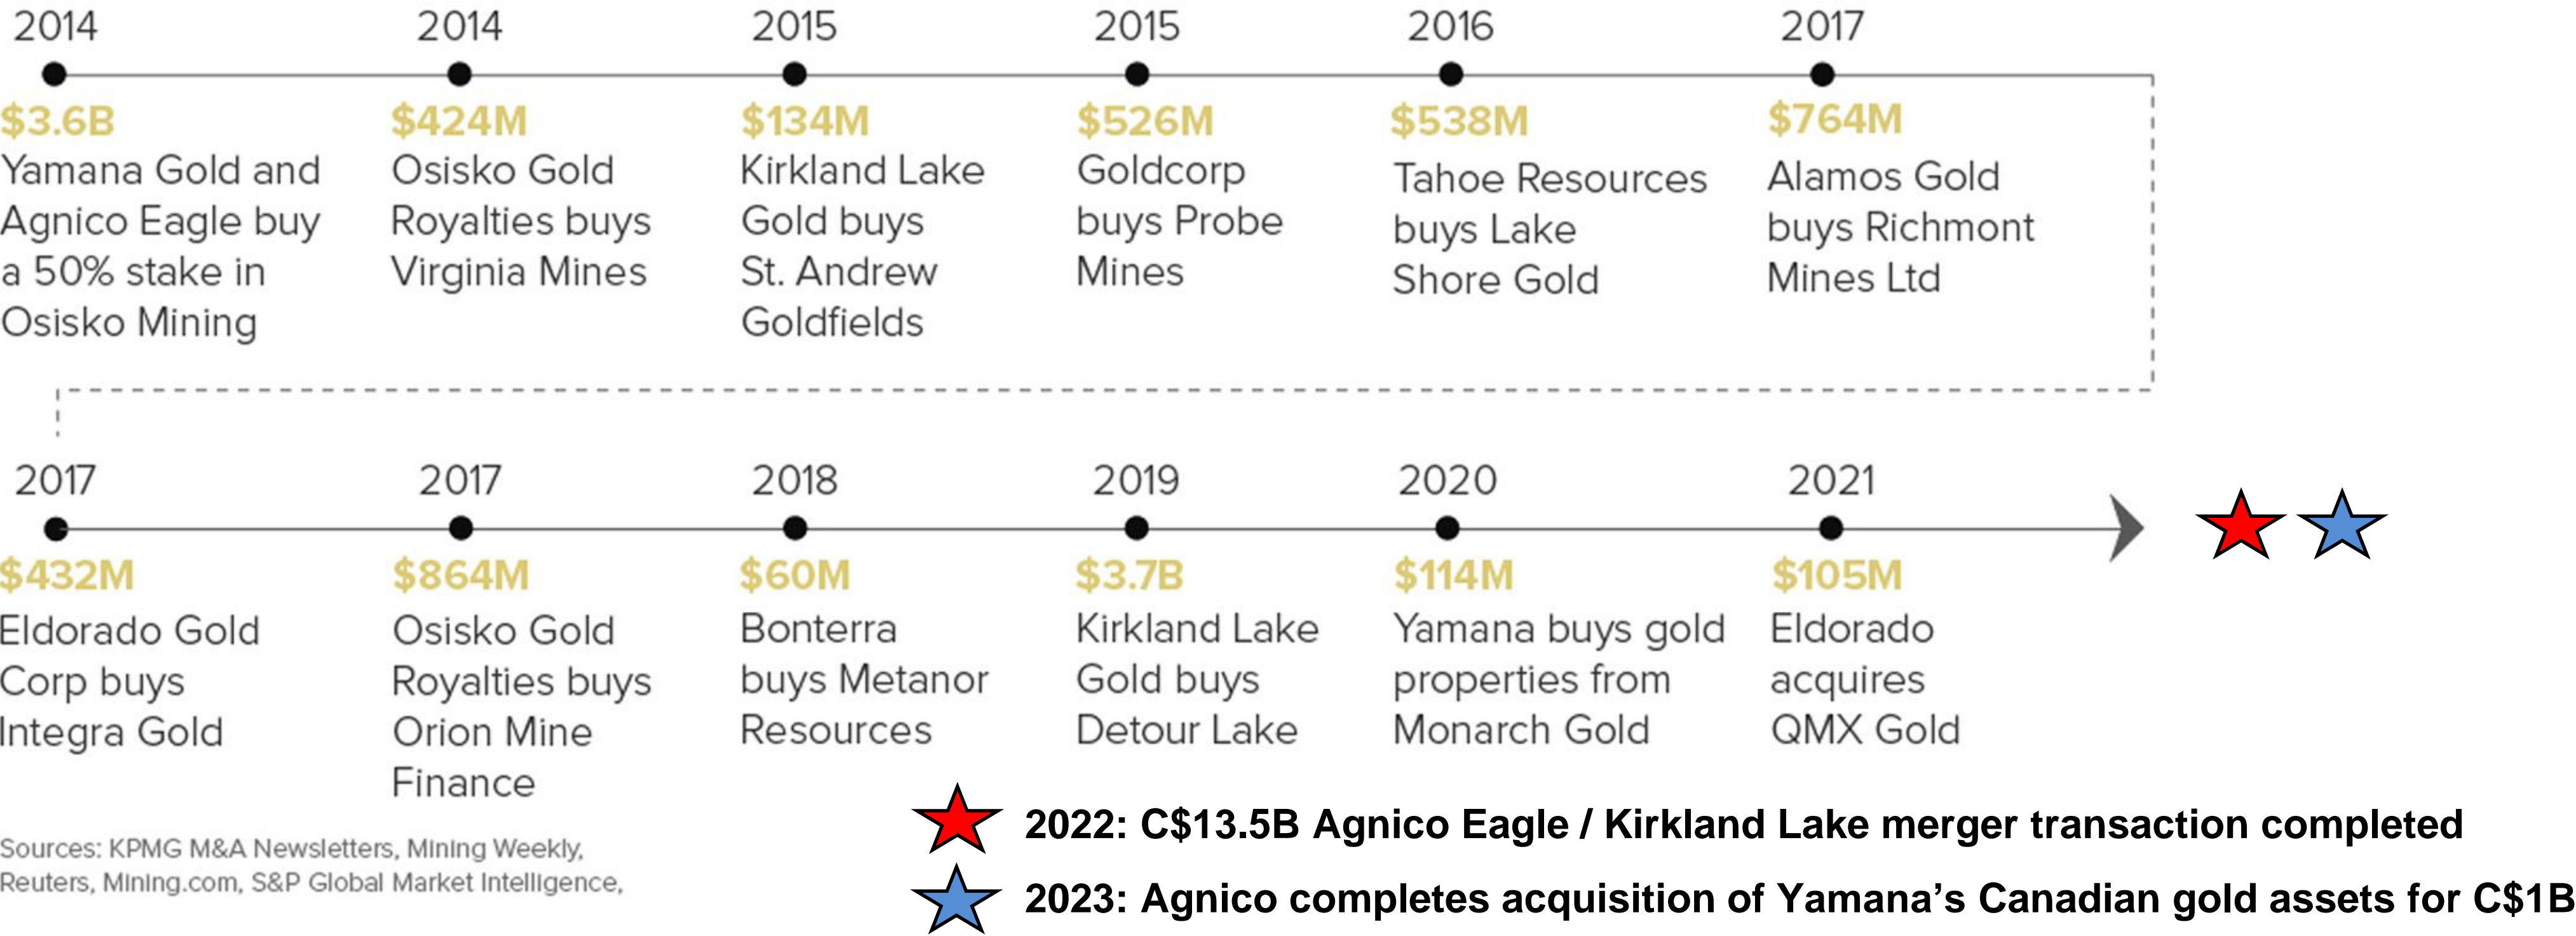 2014
$3.6B
Yamana Gold and
Agnico Eagle buy
a 50% stake in
Osisko Mining
2014
$424M
Osisko Gold
Royalties buys
Virginia Mines
2015
$134M
Kirkland Lake
Gold buys
St. Andrew
Goldfields
2015
$526M
Goldcorp
buys Probe
Mines
2016
$538M
Tahoe Resources
buys Lake
Shore Gold
2017
$764M
Alamos Gold
buys Richmont
Mines Ltd
2017
$432M
Eldorado Gold
Corp buys
Integra Gold
2017
$864M
Osisko Gold
Royalties buys
Orion Mine
Finance
2018
$60M
Bonterra
buys Metanor
Resources
2019
$3.7B
Kirkland Lake
Gold buys
Detour Lake
2020
$114M
Yamana buys gold
properties from
Monarch Gold
2021
$105M
Eldorado
acquires
QMX Gold
Sources: KPMG M&A Newsletters, Mining Weekly,
Reuters, Mining.com, S&P Global Market Intelligence,
2022: C$13.5B Agnico Eagle / Kirkland Lake merger transaction completed
2023: Agnico completes acquisition of Yamana’s Canadian gold assets for C$1B